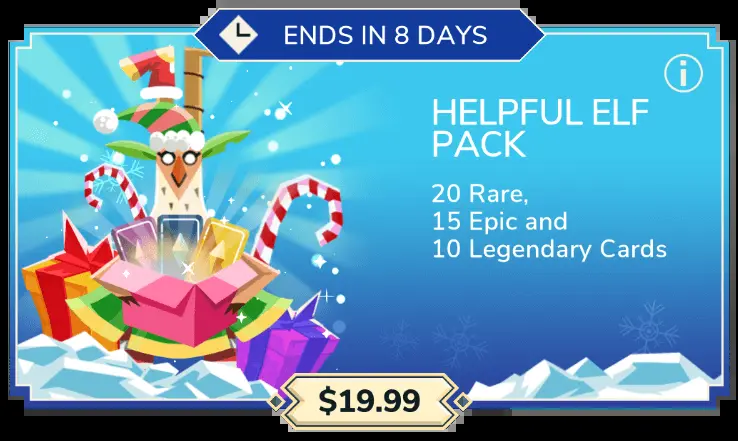 ENDS IN 8 DAYS
HELPFUL ELF
PACK
20 Rare,
15 Epic and
10 Legendary Cards
$19.99